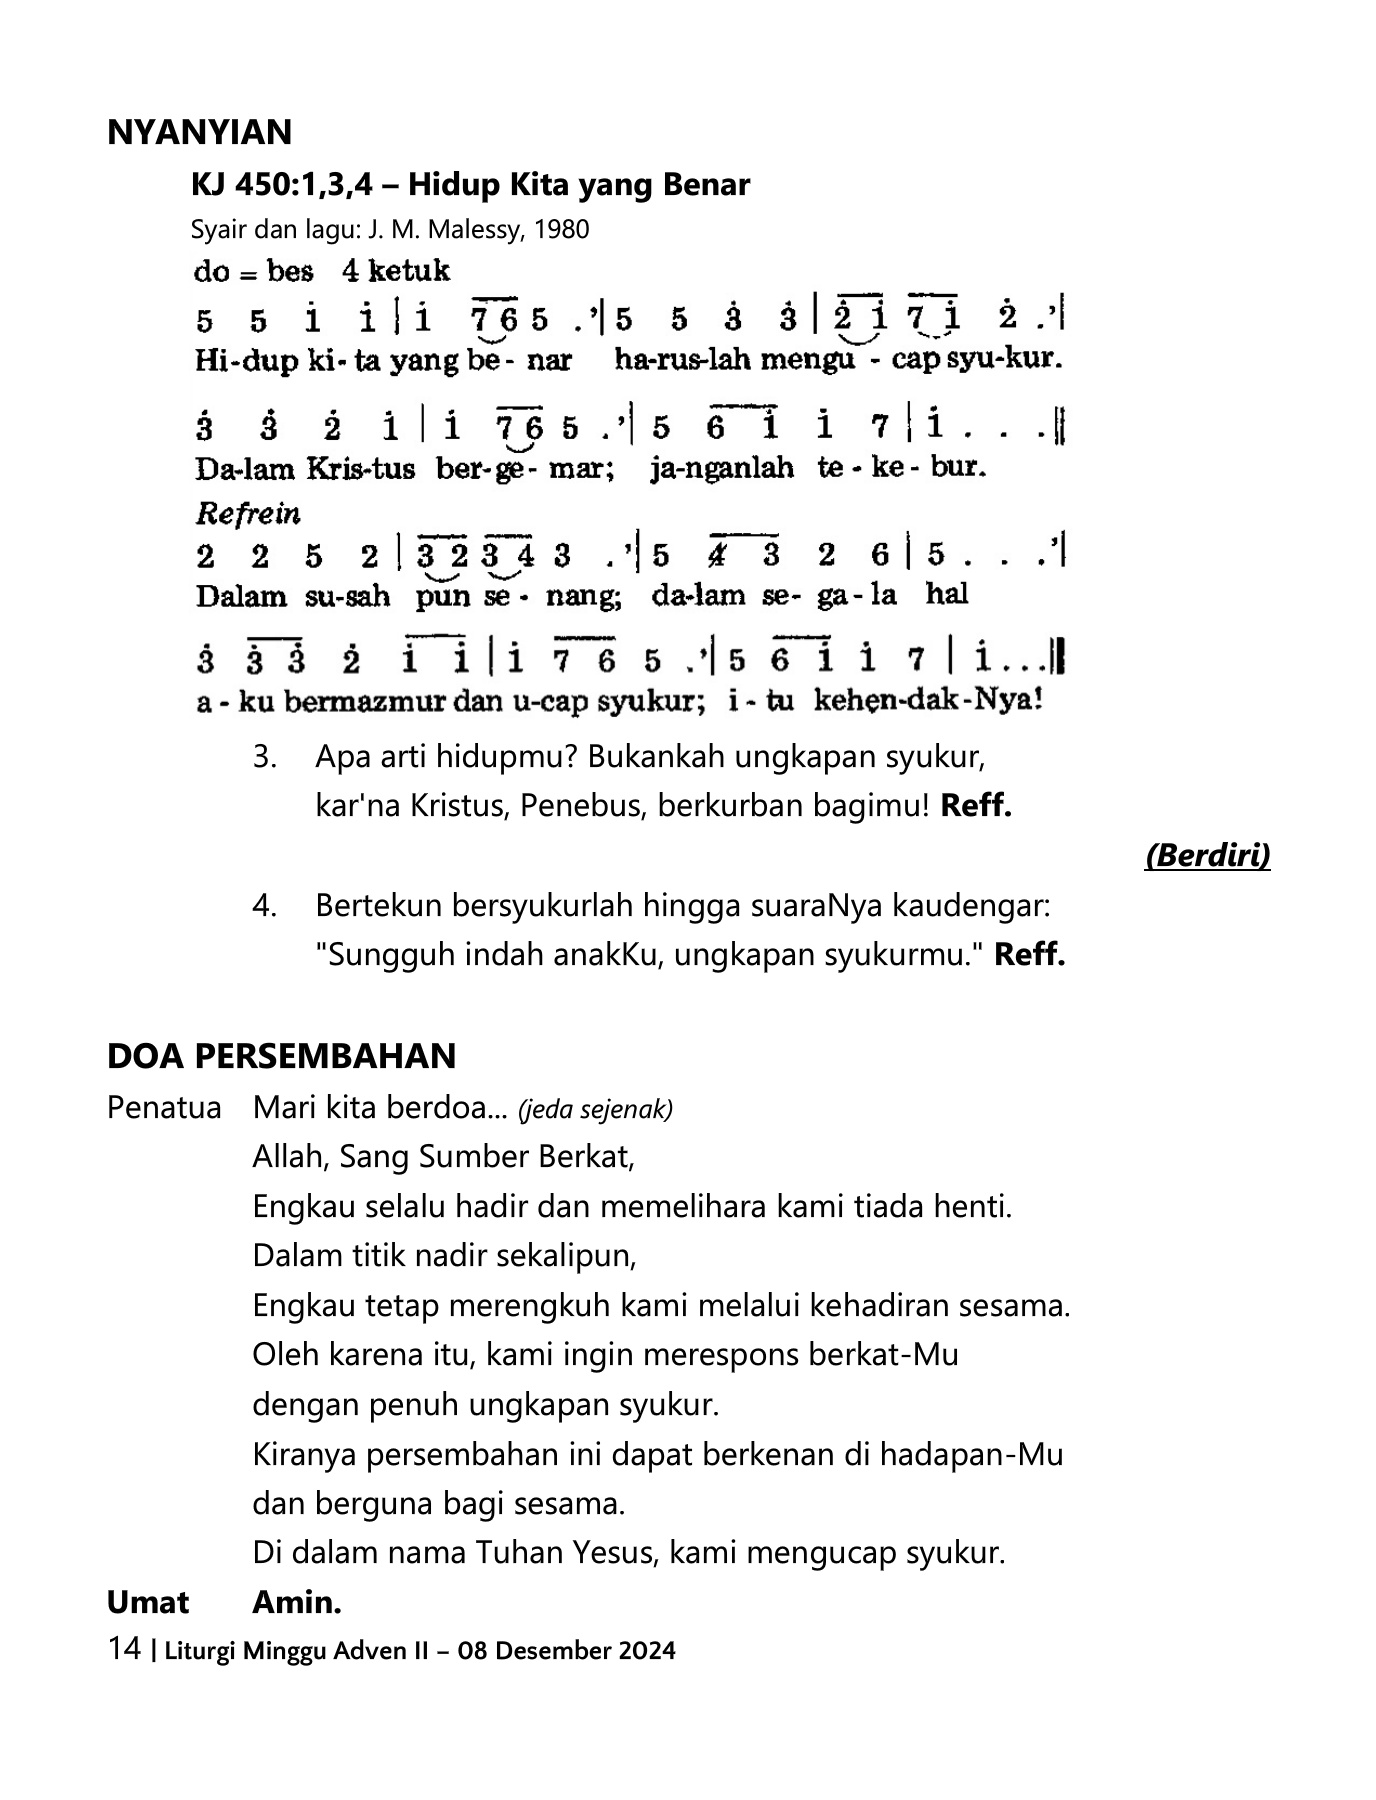 NYANYIAN
KJ 450:1,3,4 – Hidup Kita yang Benar
Syair dan lagu: J. M. Malessy, 1980
do = bes 4 ketuk
5 5 i̇ i̇ | i̇ 7 6 5 . ’| 5 5 3̇ 3̇ | 2̇ i̇ 7 i̇ 2̇ . ’|
Hi-dup ki-ta yang be - nar ha-rus-lah mengu - cap syu-kur.
3̇ 3̇ 2̇ i̇ | i̇ 7 6 5 . ’| 5 6 i̇ i̇ 7 | i̇ . . . ||
Da-lam Kris-tus ber-ge - mar; ja-nganlah te - ke - bur.
Refrein
2 2 5 2 | 3 2 3 4 3 . ’| 5 4̸ 3 2 6 | 5 . . . ’|
Dalam su-sah pun se - nang; da-lam se- ga - la hal
3̇ 3̇ 3̇ 2̇ i̇ i̇ | i̇ 7 6 5 . ’| 5 6 i̇ i̇ 7 | i̇ . . . ||
a - ku bermazmur dan u-cap syukur; i - tu kehen-dak-Nya!
3. Apa arti hidupmu? Bukankah ungkapan syukur,
kar'na Kristus, Penebus, berkurban bagimu! Reff.
(Berdiri)
4. Bertekun bersyukurlah hingga suaraNya kaudengar:
"Sungguh indah anakKu, ungkapan syukurmu." Reff.
DOA PERSEMBAHAN
Penatua Mari kita berdoa... (jeda sejenak)
Allah, Sang Sumber Berkat,
Engkau selalu hadir dan memelihara kami tiada henti.
Dalam titik nadir sekalipun,
Engkau tetap merengkuh kami melalui kehadiran sesama.
Oleh karena itu, kami ingin merespons berkat-Mu
dengan penuh ungkapan syukur.
Kiranya persembahan ini dapat berkenan di hadapan-Mu
dan berguna bagi sesama.
Di dalam nama Tuhan Yesus, kami mengucap syukur.
Umat Amin.
14 | Liturgi Minggu Adven II – 08 Desember 2024